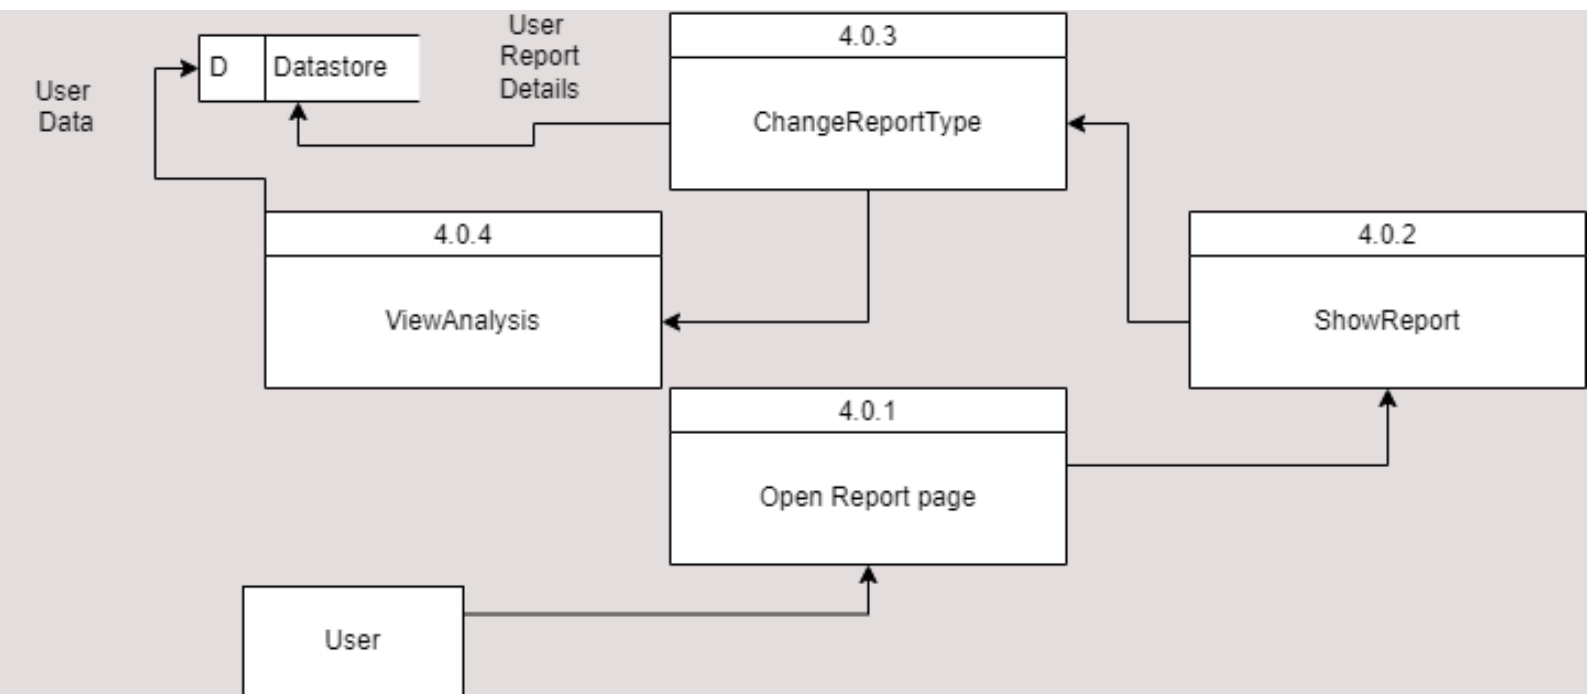 User
Report
Details
4.0.3
D
Datastore
User
Data
ChangeReportType
4.0.4
4.0.2
ViewAnalysis
ShowReport
4.0.1
Open Report page
User